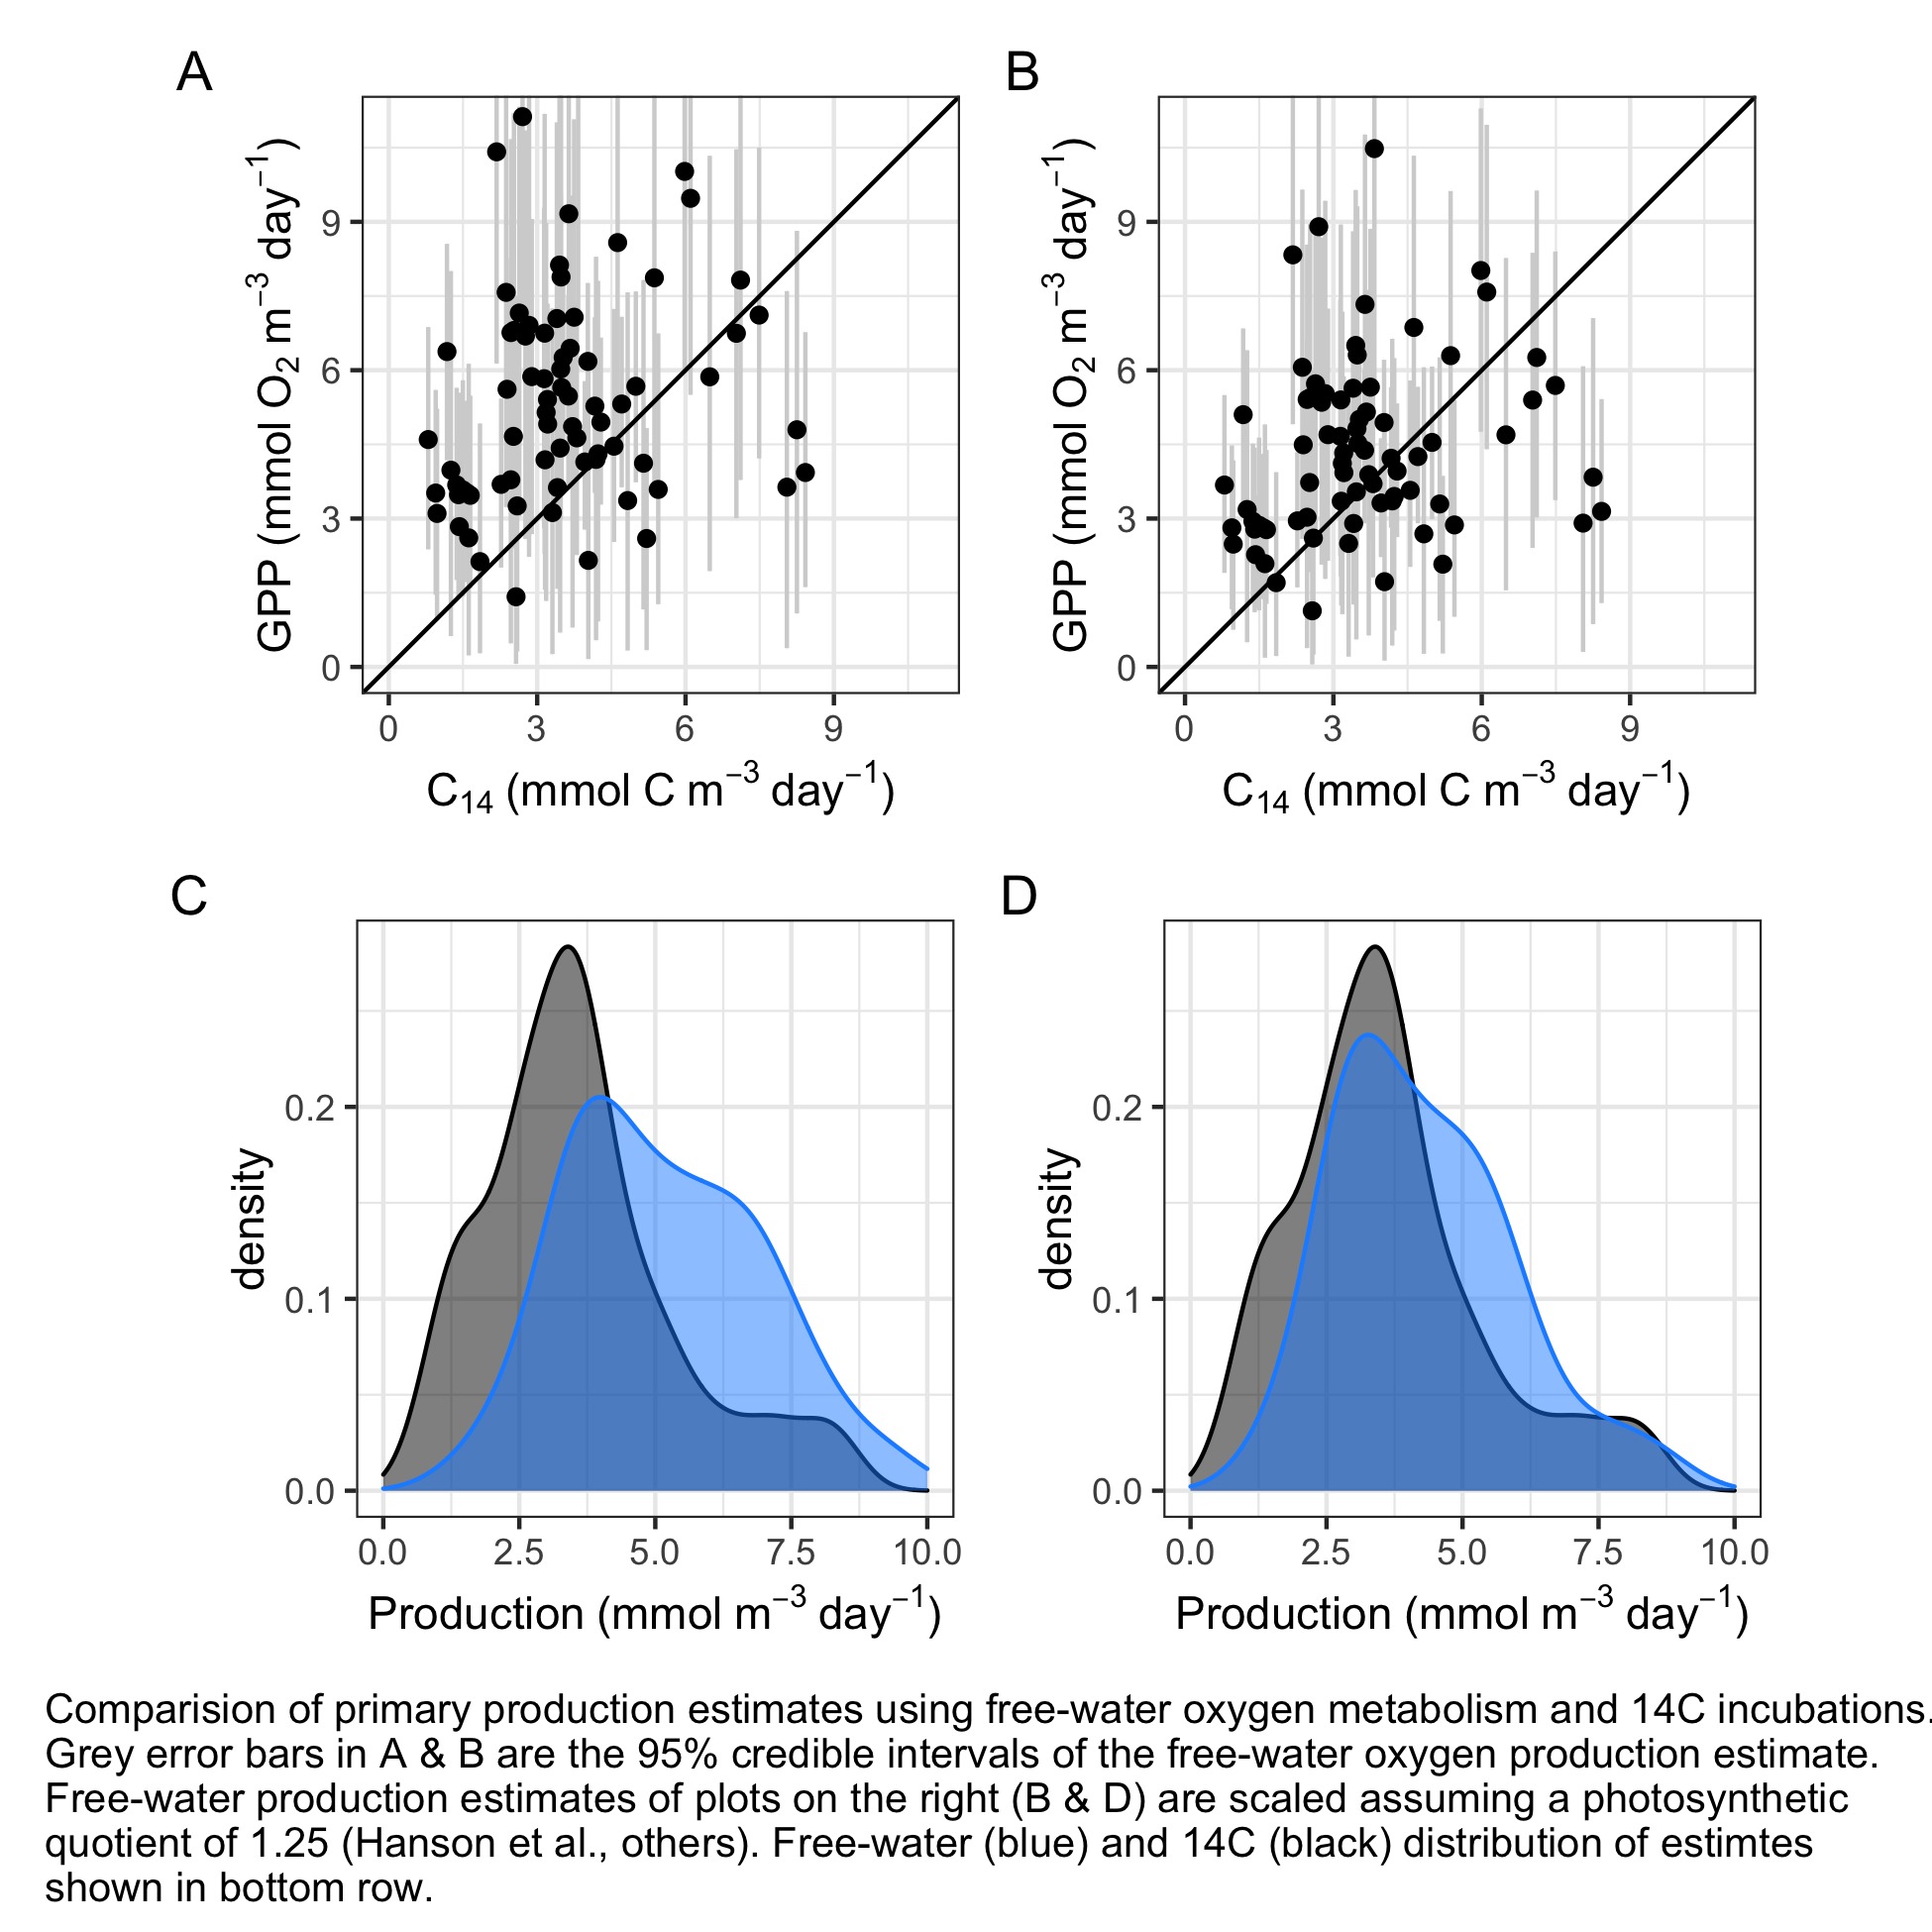 A
B
GPP (mmol O₂ m⁻³ day⁻¹)
9
6
3
0
0 3 6 9
C₁₄ (mmol C m⁻³ day⁻¹)
GPP (mmol O₂ m⁻³ day⁻¹)
9
6
3
0
0 3 6 9
C₁₄ (mmol C m⁻³ day⁻¹)
C
D
density
0.2
0.1
0.0
0.0 2.5 5.0 7.5 10.0
Production (mmol m⁻³ day⁻¹)
density
0.2
0.1
0.0
0.0 2.5 5.0 7.5 10.0
Production (mmol m⁻³ day⁻¹)
Comparision of primary production estimates using free-water oxygen metabolism and 14C incubations.
Grey error bars in A & B are the 95% credible intervals of the free-water oxygen production estimate.
Free-water production estimates of plots on the right (B & D) are scaled assuming a photosynthetic
quotient of 1.25 (Hanson et al., others). Free-water (blue) and 14C (black) distribution of estimtes
shown in bottom row.